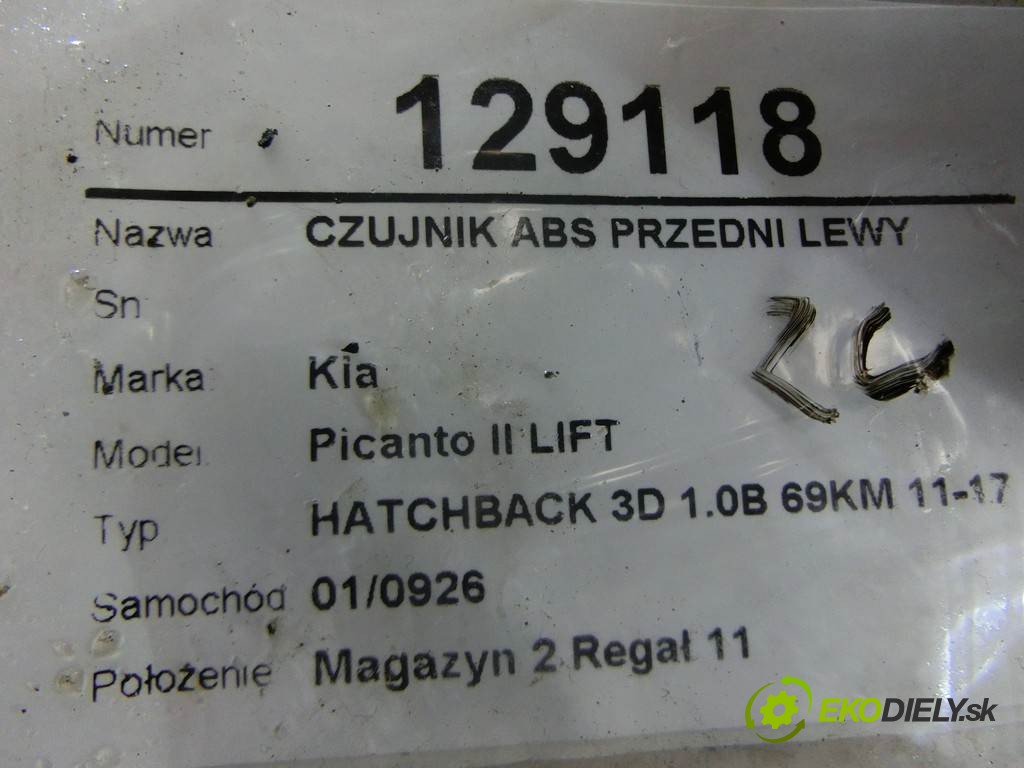 Numer 129118
Nazwa CZUJNIK ABS PRZEDNI LEWY
Sn
Marka Kia
Model Picanto II LIFT
Typ HATCHBACK 3D 1.0B 69KM 11-17
Samochód 01/0926
Położenie Magazyn 2 Regał 11
EKODIELY.sk